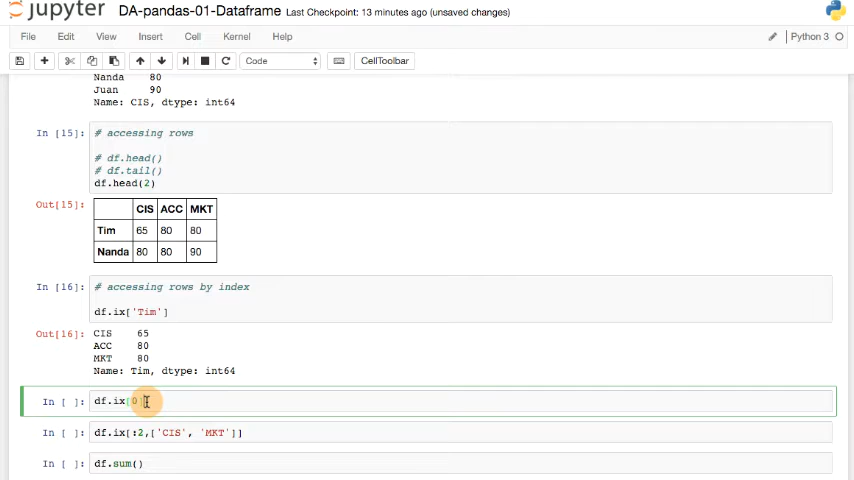 jupyter DA-pandas-01-Dataframe Last Checkpoint: 13 minutes ago (unsaved changes)
File Edit View Insert Cell Kernel Help Python 3
Code CellToolbar
Nanda 80
Juan 90
Name: CIS, dtype: int64
In [15]: # accessing rows
# df.head()
# df.tail()
df.head(2)
Out[15]:
CIS ACC MKT
Tim 65 80 80
Nanda 80 80 90
In [16]: # accessing rows by index
df.ix['Tim']
Out[16]: CIS 65
ACC 80
MKT 80
Name: Tim, dtype: int64
In [ ]: df.ix[0]
In [ ]: df.ix[:2,['CIS', 'MKT']]
In [ ]: df.sum()